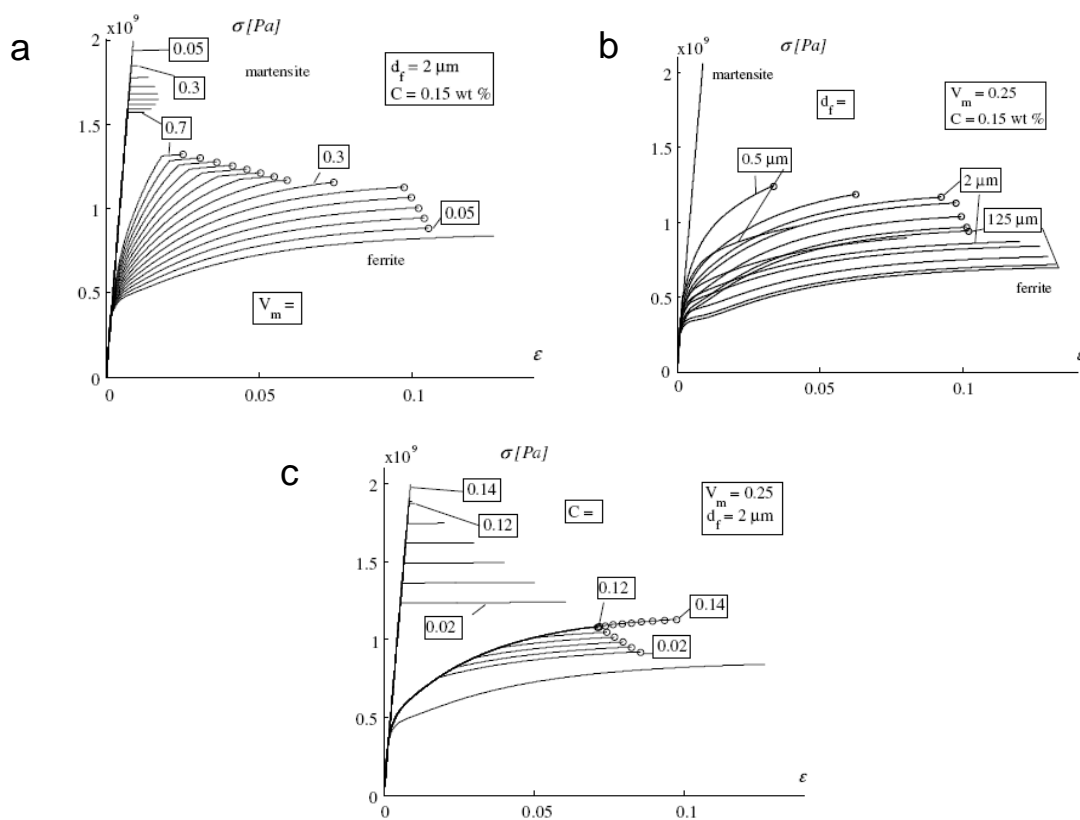 a
x10⁹
σ [Pa]
2
1.5
1
0.5
0
0
0.05
0.1
ε
0.05
0.3
0.7
martensite
d_f = 2 µm
C = 0.15 wt %
0.3
0.05
ferrite
V_m =
b
x10⁹
σ [Pa]
2
1.5
1
0.5
0
0
0.05
0.1
ε
martensite
d_f =
V_m = 0.25
C = 0.15 wt %
0.5 µm
2 µm
125 µm
ferrite
c
x10⁹
σ [Pa]
2
1.5
1
0.5
0
0
0.05
0.1
ε
0.14
0.12
0.02
C =
V_m = 0.25
d_f = 2 µm
0.12
0.14
0.02